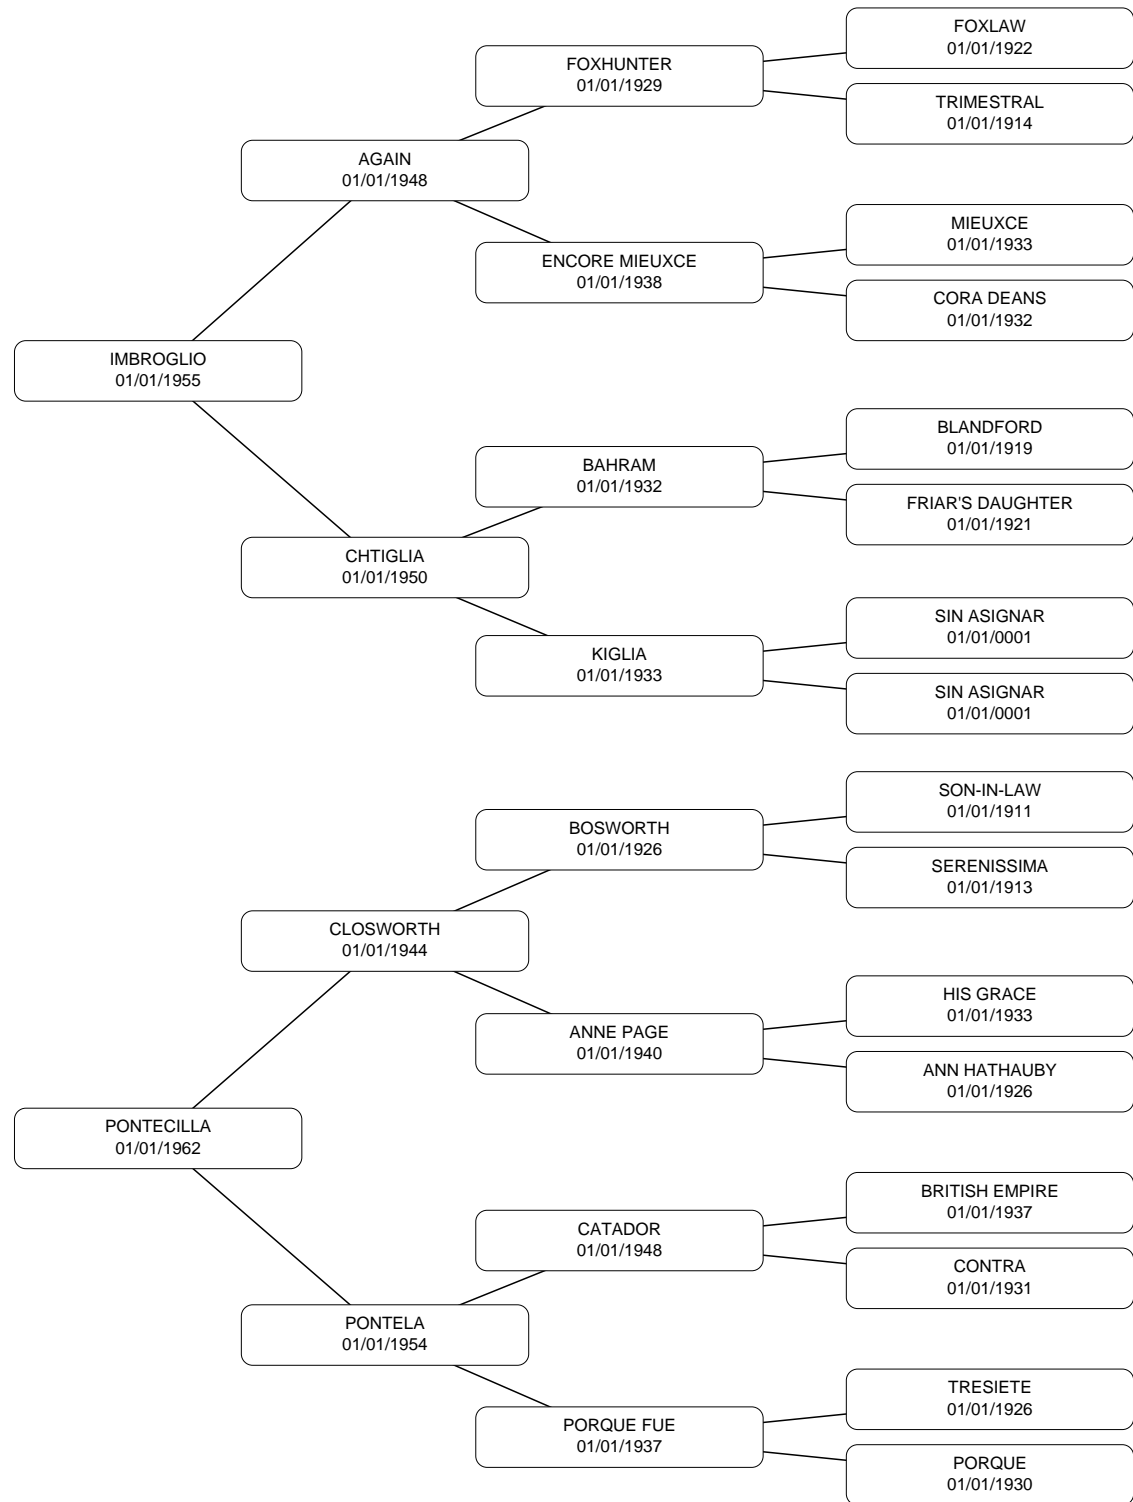 FOXLAW
01/01/1922
FOXHUNTER
01/01/1929
TRIMESTRAL
01/01/1914
AGAIN
01/01/1948
MIEUXCE
01/01/1933
ENCORE MIEUXCE
01/01/1938
CORA DEANS
01/01/1932
IMBROGLIO
01/01/1955
BLANDFORD
01/01/1919
BAHRAM
01/01/1932
FRIAR'S DAUGHTER
01/01/1921
CHTIGLIA
01/01/1950
SIN ASIGNAR
01/01/0001
KIGLIA
01/01/1933
SIN ASIGNAR
01/01/0001
SON-IN-LAW
01/01/1911
BOSWORTH
01/01/1926
SERENISSIMA
01/01/1913
CLOSWORTH
01/01/1944
HIS GRACE
01/01/1933
ANNE PAGE
01/01/1940
ANN HATHAUBY
01/01/1926
PONTECILLA
01/01/1962
BRITISH EMPIRE
01/01/1937
CATADOR
01/01/1948
CONTRA
01/01/1931
PONTELA
01/01/1954
TRESIETE
01/01/1926
PORQUE FUE
01/01/1937
PORQUE
01/01/1930